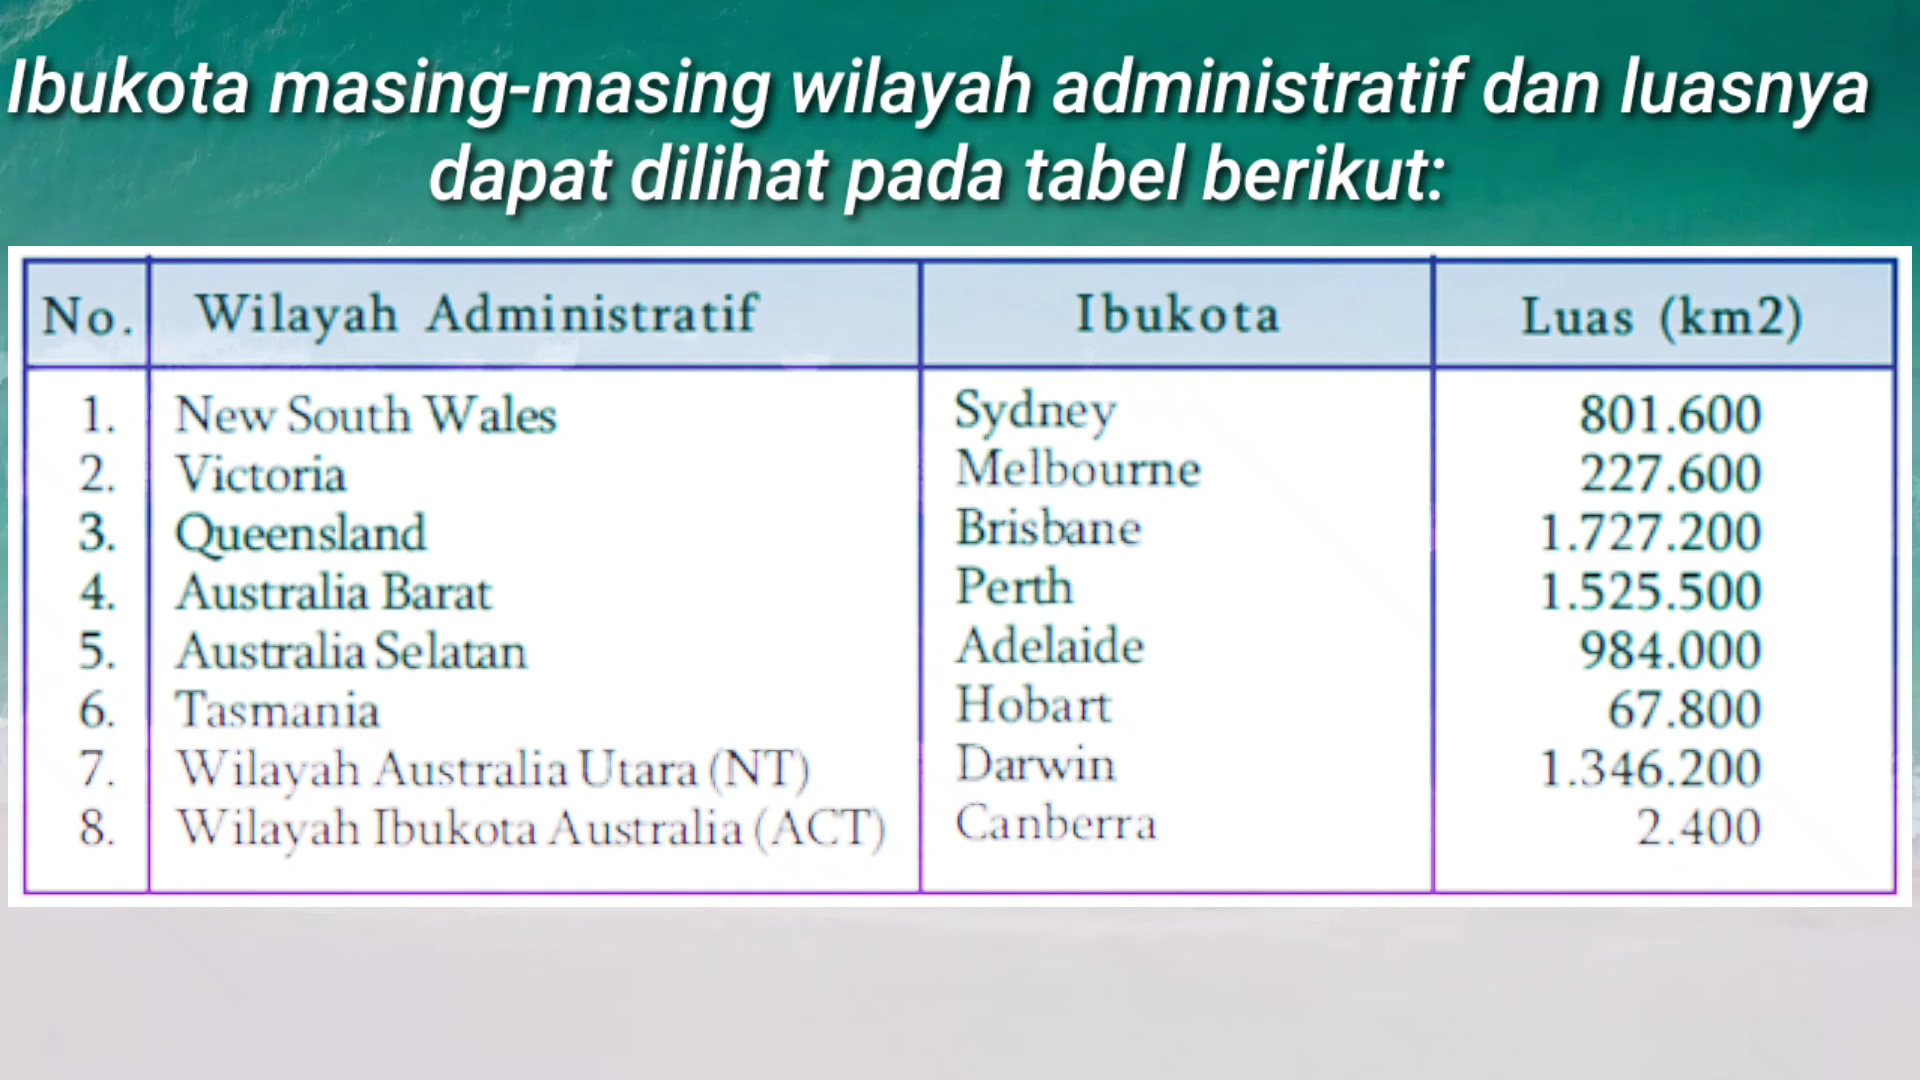 Ibukota masing-masing wilayah administratif dan luasnya
dapat dilihat pada tabel berikut:
No. Wilayah Administratif Ibukota Luas (km2)
1. New South Wales Sydney 801.600
2. Victoria Melbourne 227.600
3. Queensland Brisbane 1.727.200
4. Australia Barat Perth 1.525.500
5. Australia Selatan Adelaide 984.000
6. Tasmania Hobart 67.800
7. Wilayah Australia Utara (NT) Darwin 1.346.200
8. Wilayah Ibukota Australia (ACT) Canberra 2.400